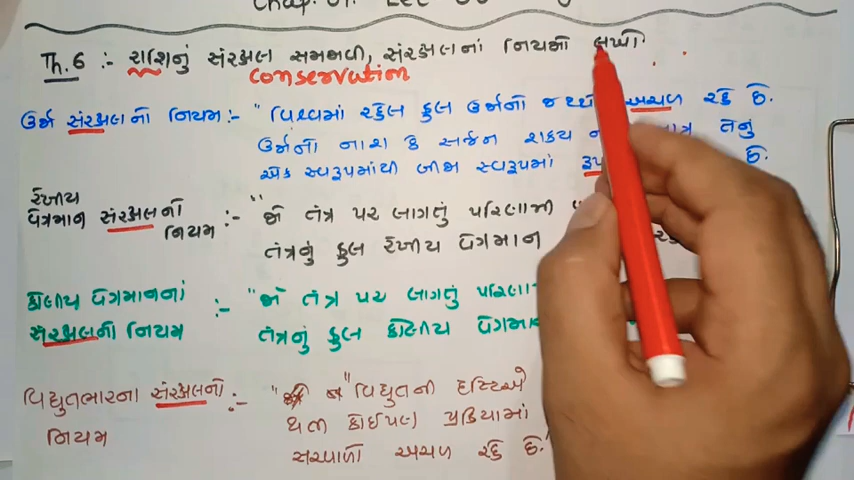 Chap. 01. Lec
Th. 6 :- રાશિનું સંરક્ષણ સમજાવી, સંરક્ષણનાં નિયમો લખો
Conservation
ઉર્જા સંરક્ષણનો નિયમ :- "વિશ્વમાં રહેલ કુલ ઉર્જાનો જથ્થો અચળ રહે છે.
ઉર્જાનો નાશ કે સર્જન શક્ય તેનું
એક સ્વરૂપમાંથી બીજા સ્વરૂપમાં છે.
રેખીય
વેગમાન સંરક્ષણનો નિયમ :- "જો તંત્ર પર લાગતું પરિણામી
તંત્રનું કુલ રેખીય વેગમાન
કોણીય વેગમાનનાં સંરક્ષણનો નિયમ :- "જો તંત્ર પર લાગતું
તંત્રનું કુલ કોણીય
વિદ્યુતભારના સંરક્ષણનો નિયમ :- "વિદ્યુતની દ્રષ્ટિએ
થતી કોઈપણ પ્રક્રિયામાં
સરવાળો અચળ રહે છે."